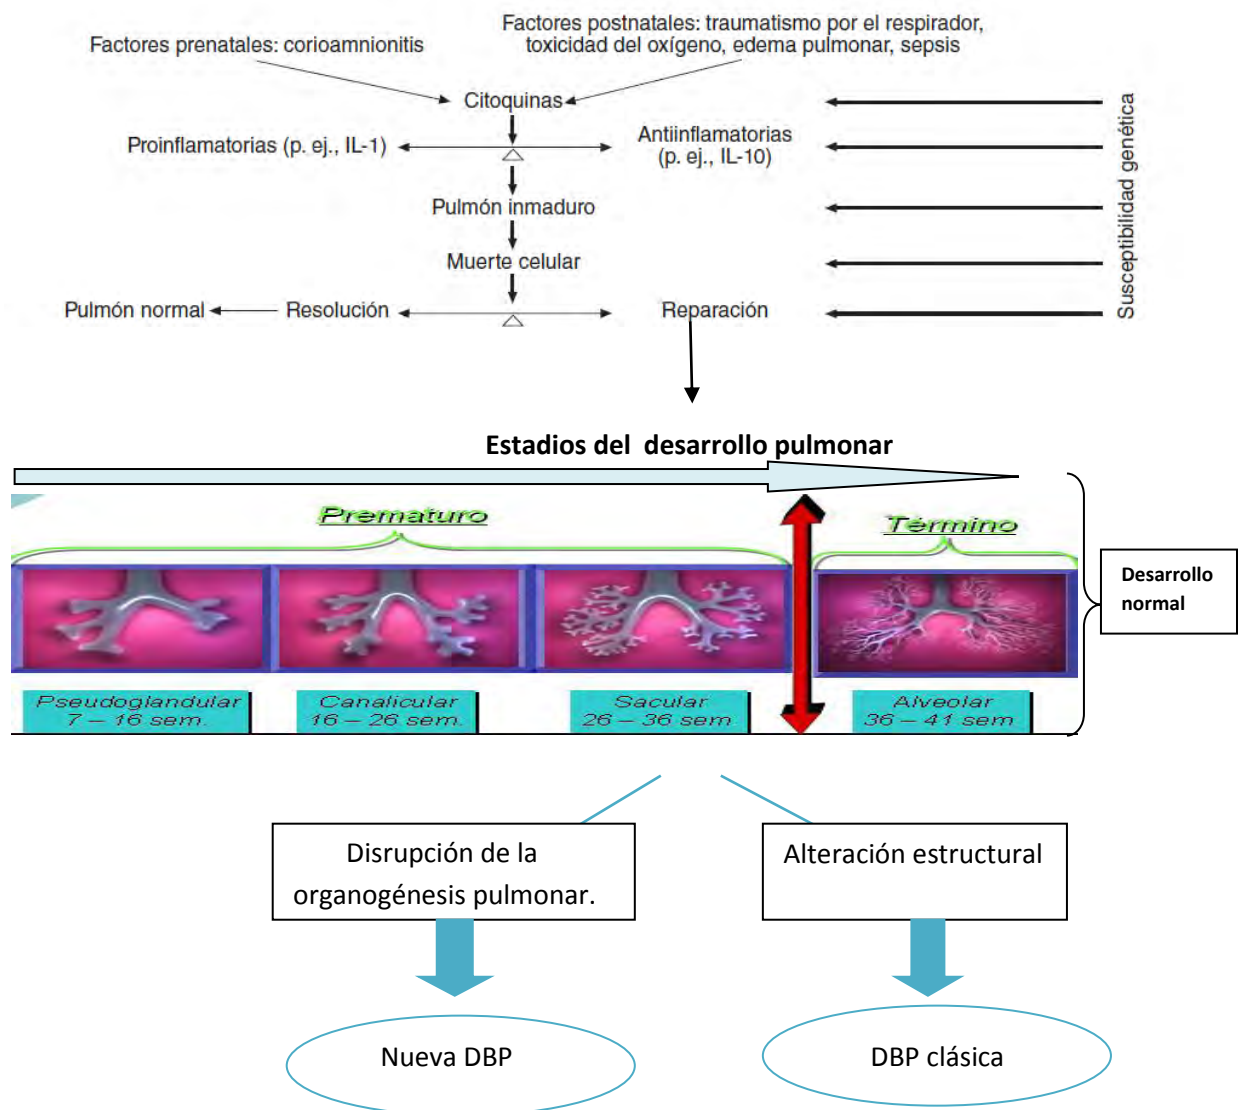 Factores prenatales: corioamnionitis
Factores postnatales: traumatismo por el respirador,
toxicidad del oxígeno, edema pulmonar, sepsis
Citoquinas
Proinflamatorias (p. ej., IL-1)
Antiinflamatorias
(p. ej., IL-10)
Pulmón inmaduro
Muerte celular
Pulmón normal
Resolución
Reparación
Susceptibilidad genética
Estadios del desarrollo pulmonar
Prematuro
Término
Desarrollo
normal
Pseudoglandular
7 – 16 sem.
Canalicular
16 – 26 sem.
Sacular
26 – 36 sem
Alveolar
36 – 41 sem
Disrupción de la
organogénesis pulmonar.
Alteración estructural
Nueva DBP
DBP clásica